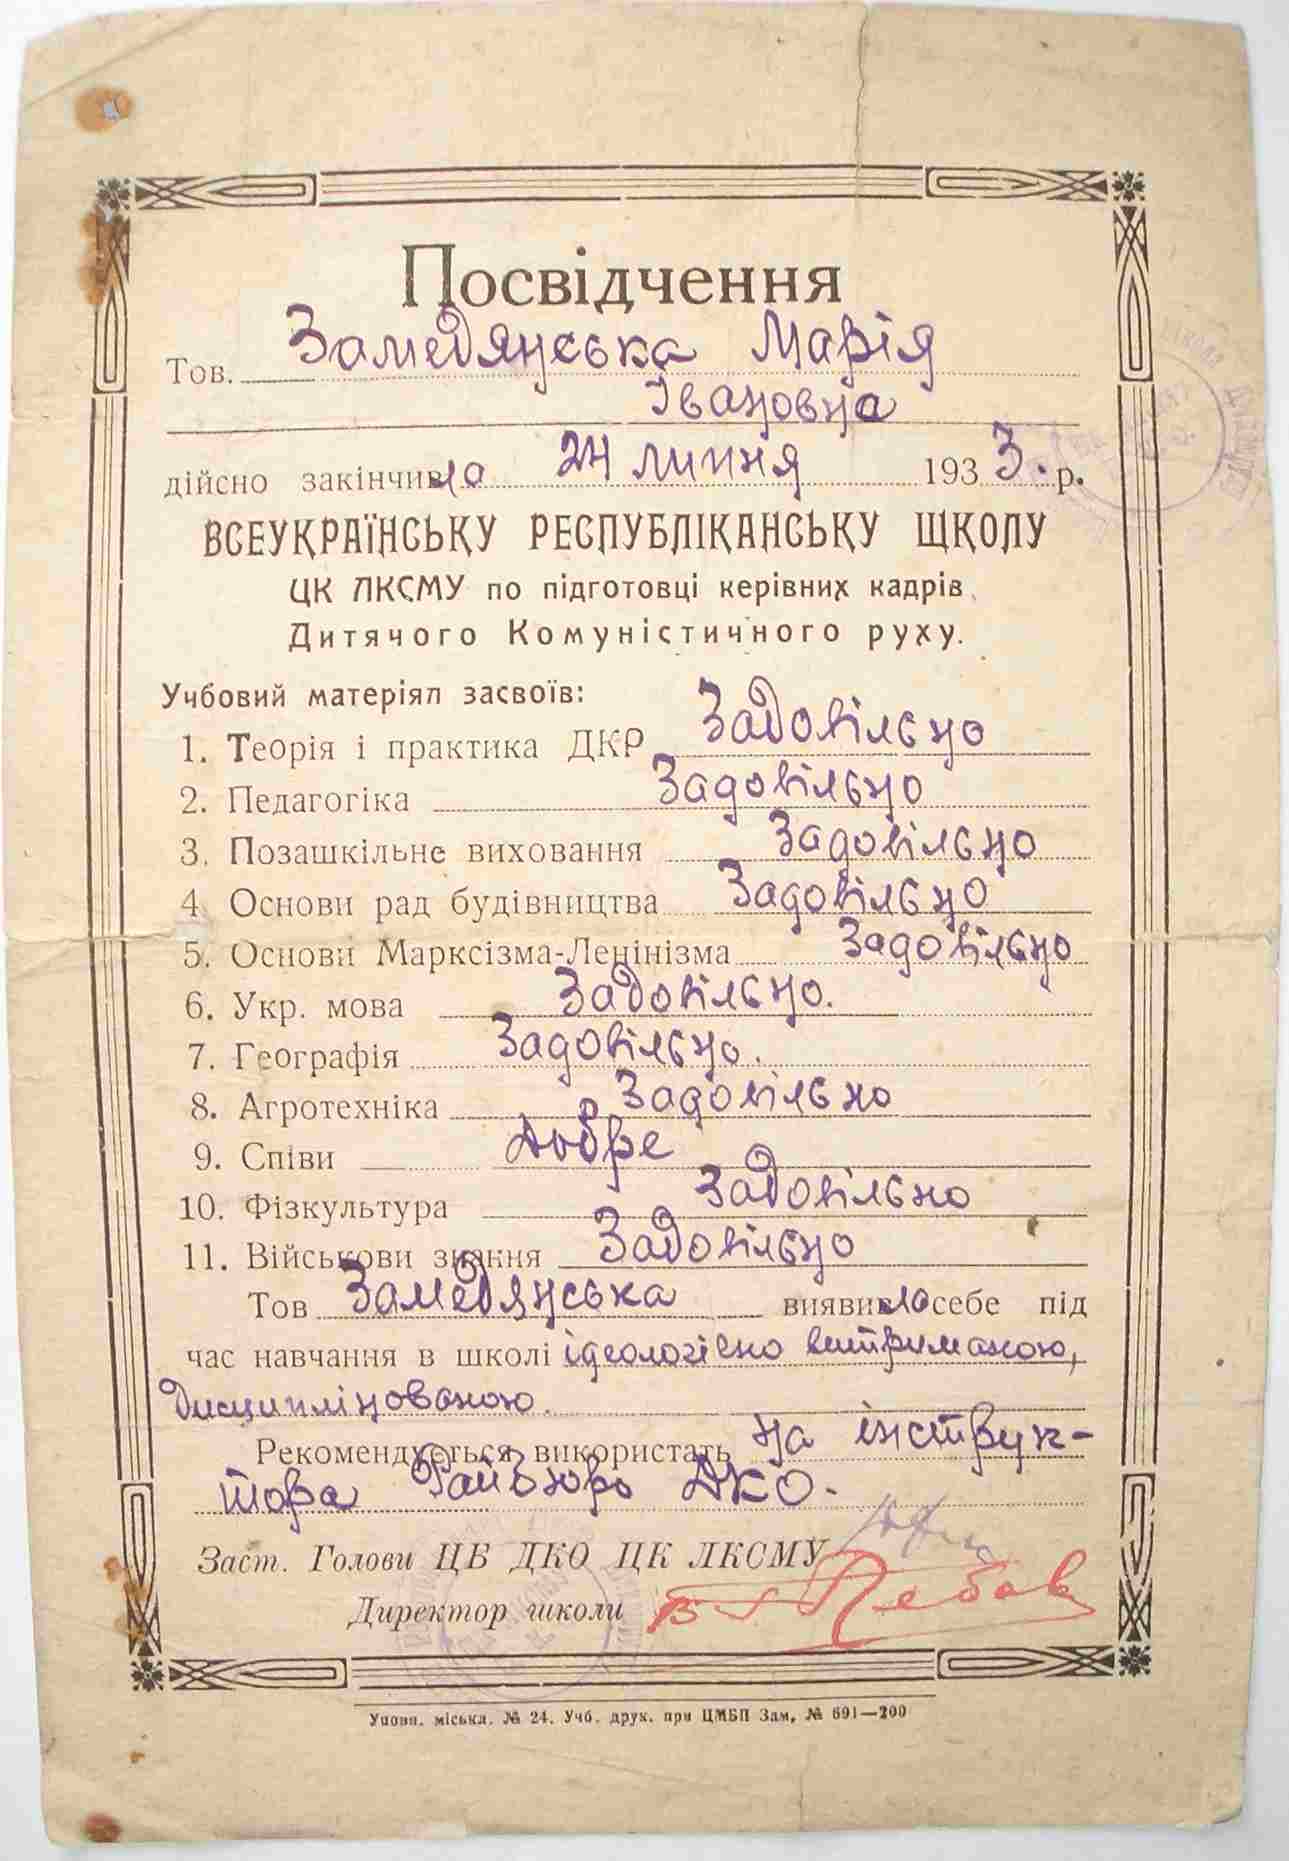 Посвідчення
Тов. Замедянська Марія
Івановна
дійсно закінчила 24 липня 1933. р.
ВСЕУКРАЇНСЬКУ РЕСПУБЛІКАНСЬКУ ШКОЛУ
ЦК ЛКСМУ по підготовці керівних кадрів
Дитячого Комуністичного руху.
Учбовий матеріял засвоїв:
1. Теорія і практика ДКР Задовільно
2. Педагогіка Задовільно
3. Позашкільне виховання Задовільно
4 Основи рад будівництва Задовільно
5. Основи Марксізма-Ленінізма Задовільно
6. Укр. мова Задовільно.
7. Географія Задовільно.
8. Агротехніка Задовільно
9. Співи Добре
10. Фізкультура Задовільно
11. Військови знання Задовільно
Тов Замедянська виявила себе під
час навчання в школі ідеологічно витриманою,
дисциплінованою.
Рекомендується використать на інструк-
тора Райбюро ДКО.
Заст. Голови ЦБ ДКО ЦК ЛКСМУ
Директор школи
Уповн. міськл. № 24. Учб. друк. при ЦМБП Зам, № 691—200